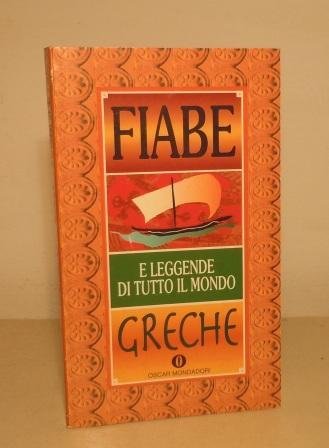 FIABE
E LEGGENDE
DI TUTTO IL MONDO
GRECHE
OSCAR MONDADORI